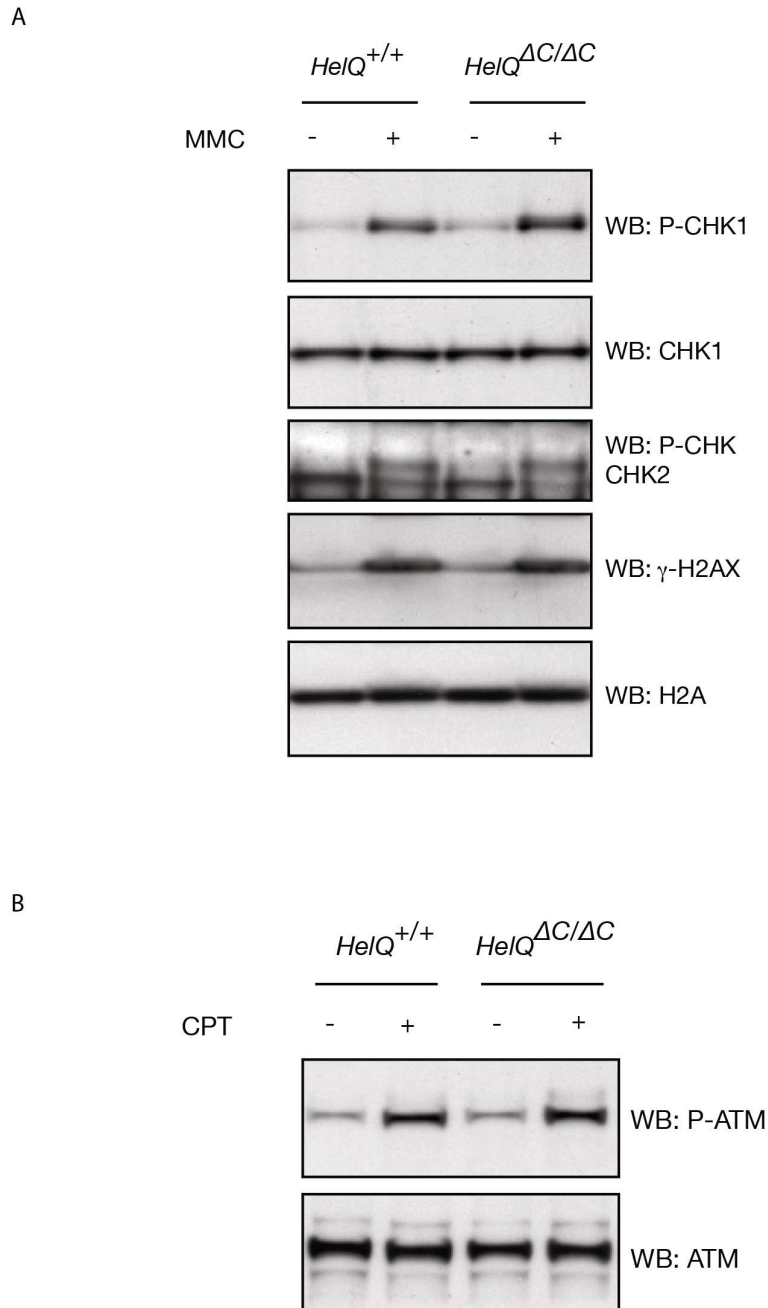 A
HelQ+/+ HelQΔC/ΔC
MMC - + - +
WB: P-CHK1
WB: CHK1
WB: P-CHK
CHK2
WB: γ-H2AX
WB: H2A
B
HelQ+/+ HelQΔC/ΔC
CPT - + - +
WB: P-ATM
WB: ATM